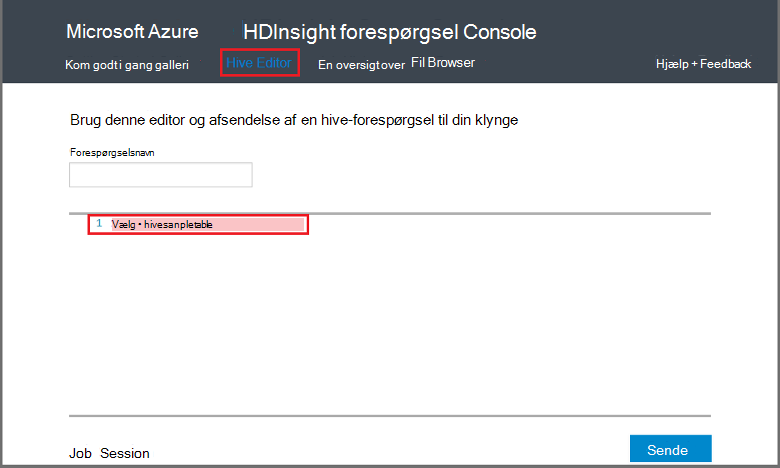 Microsoft Azure HDInsight forespørgsel Console
Kom godt i gang galleri Hive Editor En oversigt over Fil Browser Hjælp + Feedback
Brug denne editor og afsendelse af en hive-forespørgsel til din klynge
Forespørgselsnavn
1 Vælg • hivesanpletable
Job Session Sende